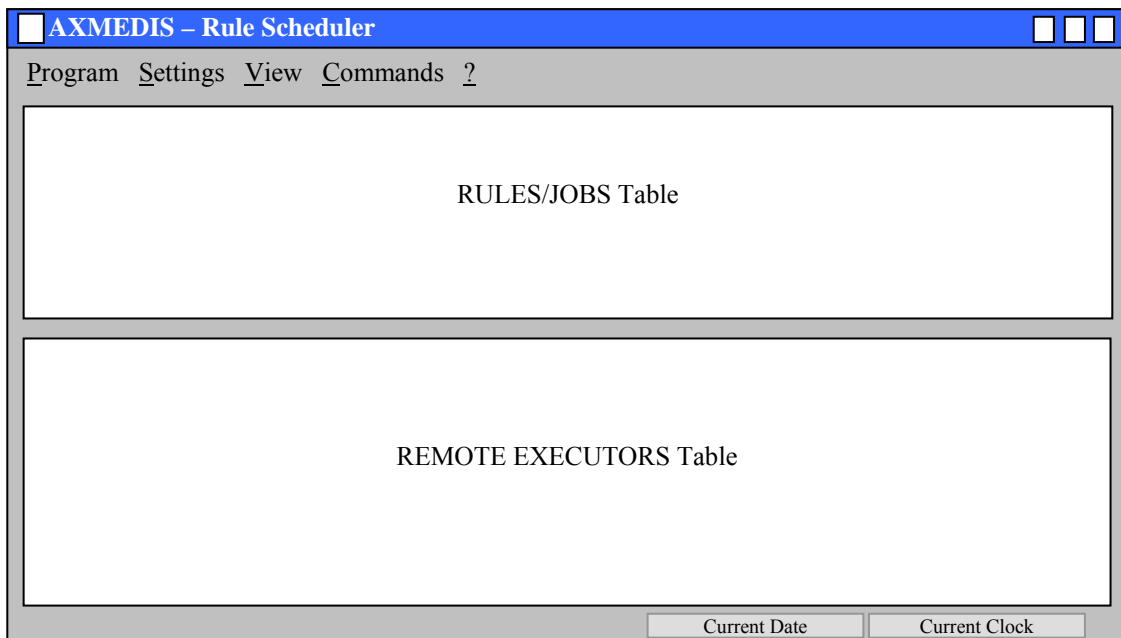 AXMEDIS – Rule Scheduler
Program Settings View Commands ?
RULES/JOBS Table
REMOTE EXECUTORS Table
Current Date Current Clock